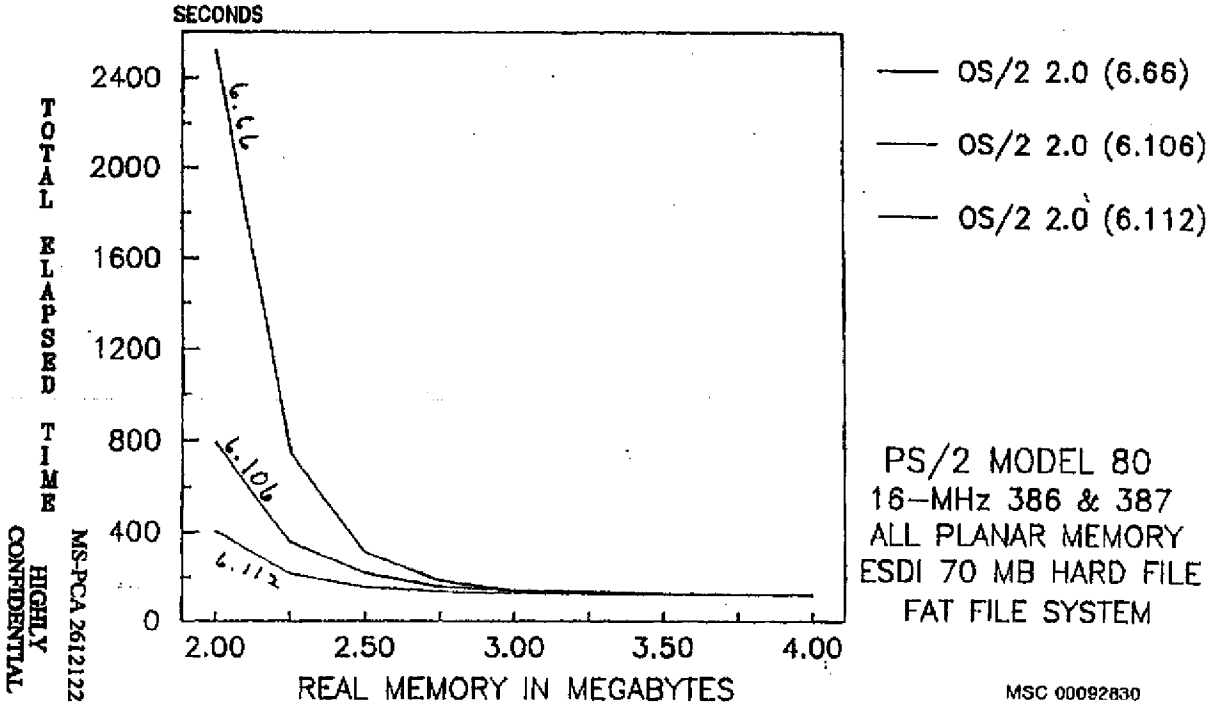 SECONDS
TOTAL ELAPSED TIME
2400
2000
1600
1200
800
400
0
2.00 2.50 3.00 3.50 4.00
REAL MEMORY IN MEGABYTES
6.66
6.106
6.112
OS/2 2.0 (6.66)
OS/2 2.0 (6.106)
OS/2 2.0 (6.112)
PS/2 MODEL 80
16-MHz 386 & 387
ALL PLANAR MEMORY
ESDI 70 MB HARD FILE
FAT FILE SYSTEM
MS-PCA 2612122
HIGHLY
CONFIDENTIAL
MSC 00092830